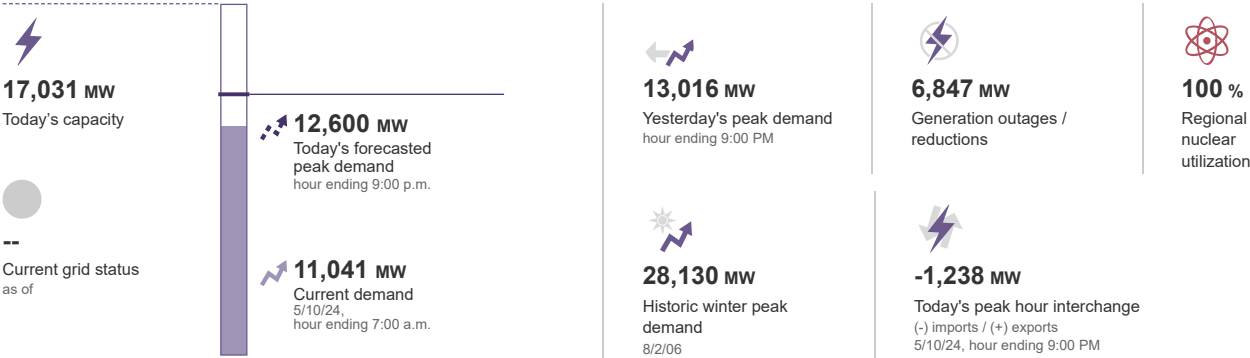 17,031 MW
Today's capacity
--
Current grid status
as of
12,600 MW
Today's forecasted
peak demand
hour ending 9:00 p.m.
11,041 MW
Current demand
5/10/24,
hour ending 7:00 a.m.
13,016 MW
Yesterday's peak demand
hour ending 9:00 PM
6,847 MW
Generation outages /
reductions
100 %
Regional
nuclear
utilization
28,130 MW
Historic winter peak
demand
8/2/06
-1,238 MW
Today's peak hour interchange
(-) imports / (+) exports
5/10/24, hour ending 9:00 PM